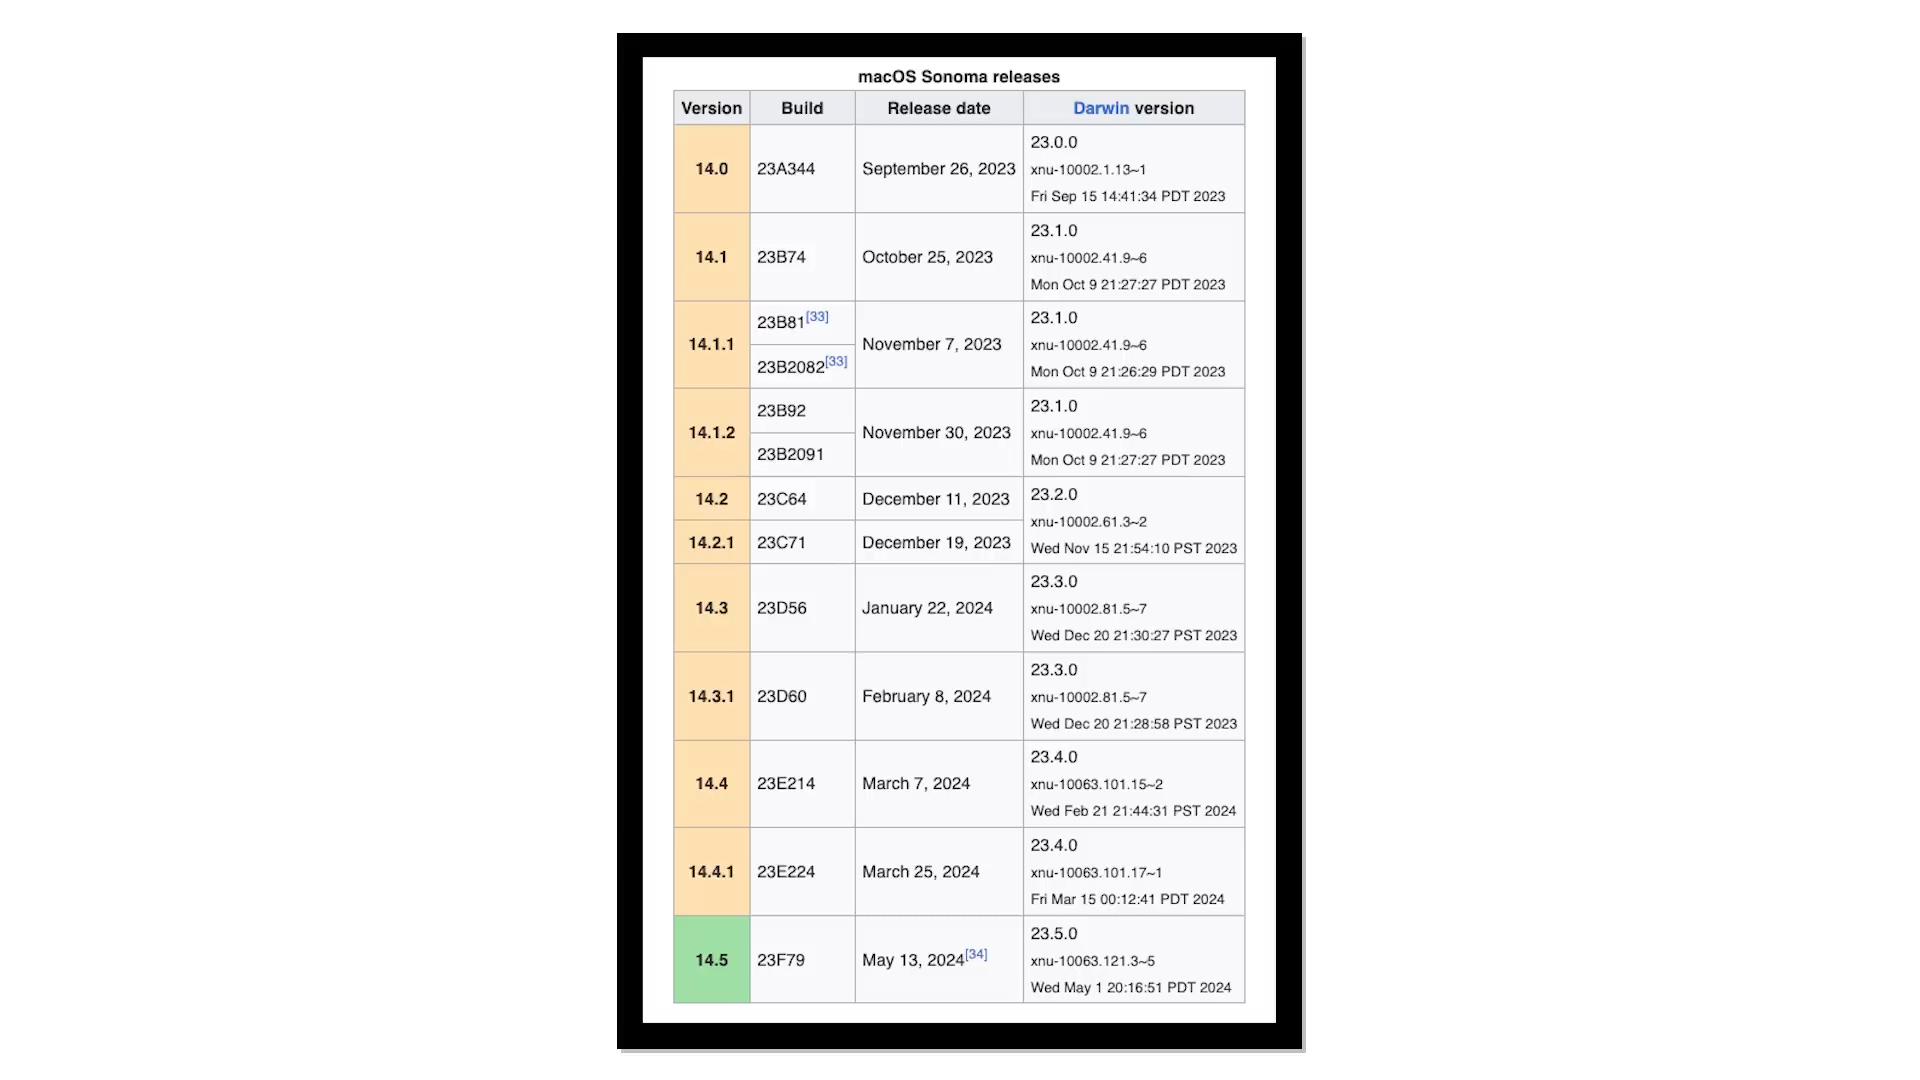 macOS Sonoma releases
Version Build Release date Darwin version
14.0 23A344 September 26, 2023 23.0.0
xnu-10002.1.13~1
Fri Sep 15 14:41:34 PDT 2023
14.1 23B74 October 25, 2023 23.1.0
xnu-10002.41.9~6
Mon Oct 9 21:27:27 PDT 2023
14.1.1 23B81[33] November 7, 2023 23.1.0
23B2082[33] xnu-10002.41.9~6
Mon Oct 9 21:26:29 PDT 2023
14.1.2 23B92 November 30, 2023 23.1.0
23B2091 xnu-10002.41.9~6
Mon Oct 9 21:27:27 PDT 2023
14.2 23C64 December 11, 2023 23.2.0
xnu-10002.61.3~2
14.2.1 23C71 December 19, 2023 Wed Nov 15 21:54:10 PST 2023
14.3 23D56 January 22, 2024 23.3.0
xnu-10002.81.5~7
Wed Dec 20 21:30:27 PST 2023
14.3.1 23D60 February 8, 2024 23.3.0
xnu-10002.81.5~7
Wed Dec 20 21:28:58 PST 2023
14.4 23E214 March 7, 2024 23.4.0
xnu-10063.101.15~2
Wed Feb 21 21:44:31 PST 2024
14.4.1 23E224 March 25, 2024 23.4.0
xnu-10063.101.17~1
Fri Mar 15 00:12:41 PDT 2024
14.5 23F79 May 13, 2024[34] 23.5.0
xnu-10063.121.3~5
Wed May 1 20:16:51 PDT 2024